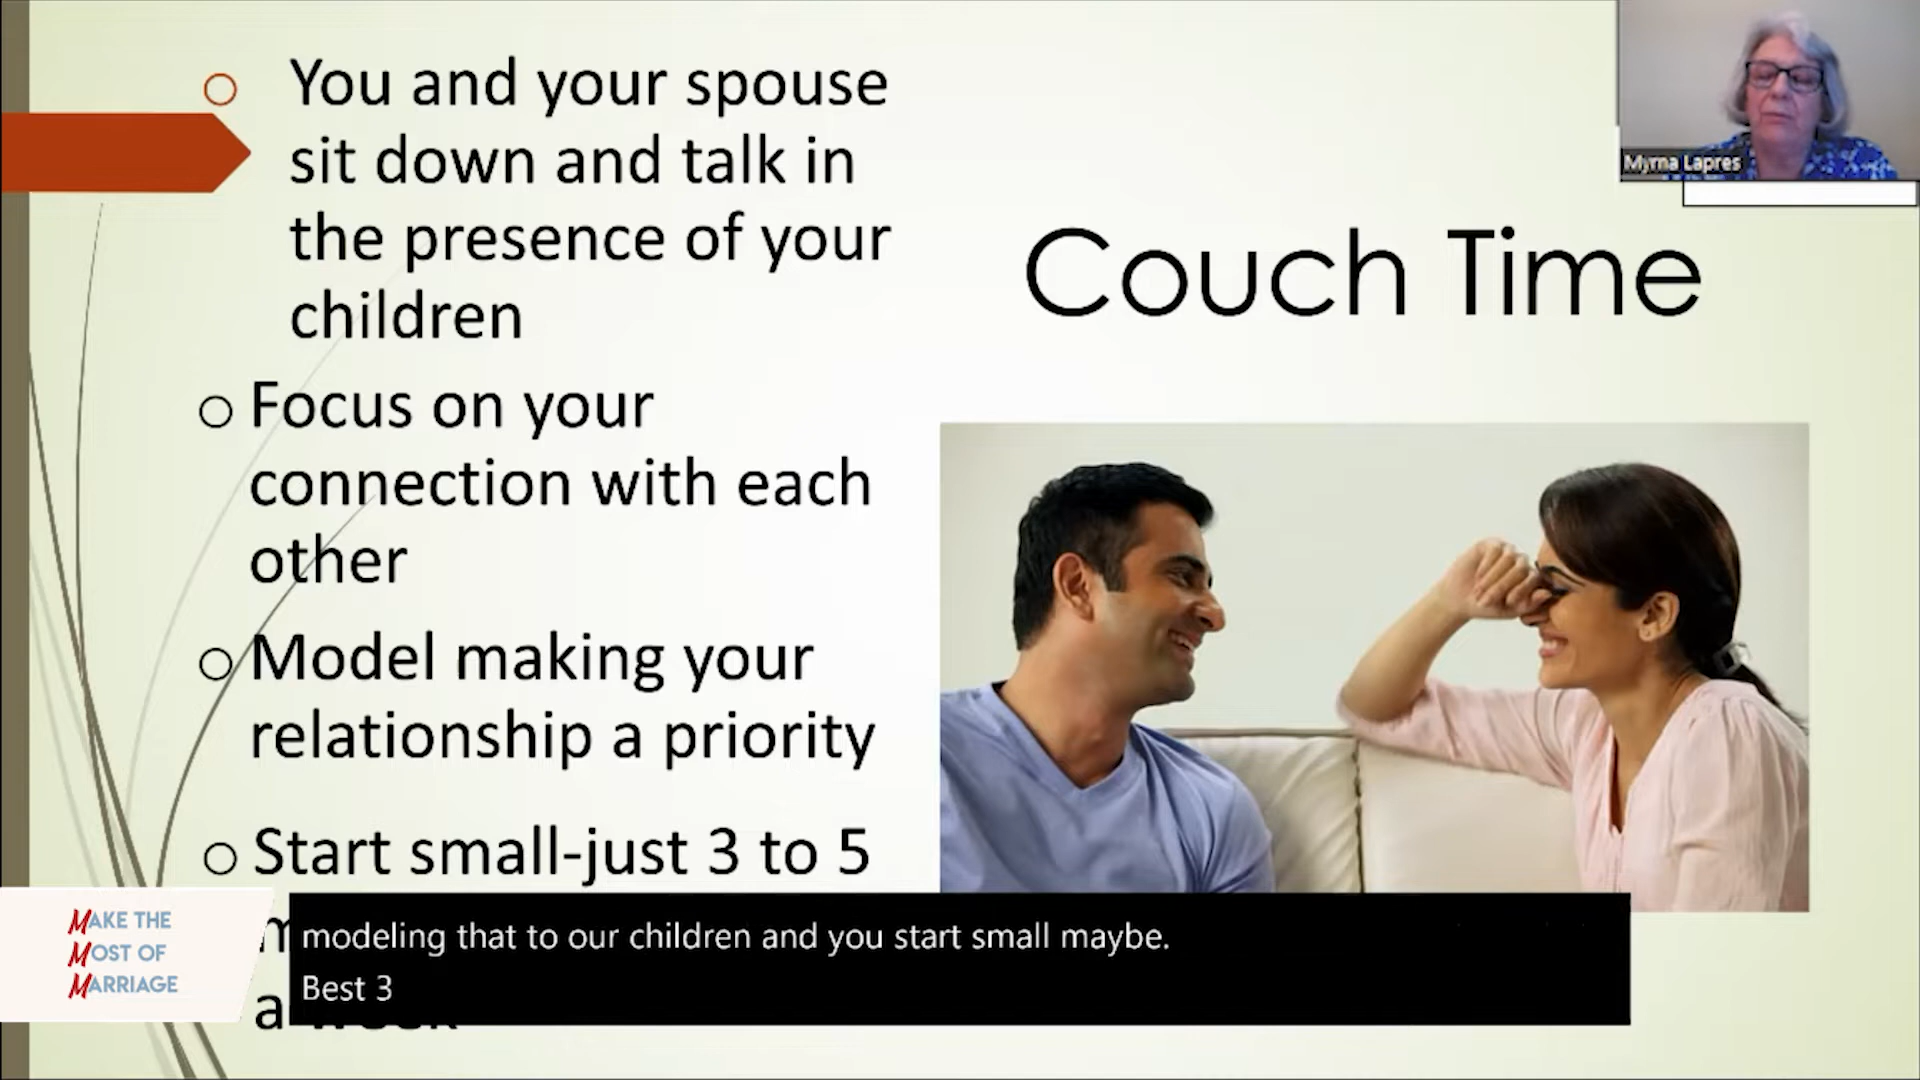 You and your spouse
sit down and talk in
the presence of your
children
Focus on your
connection with each
other
Model making your
relationship a priority
Start small-just 3 to 5
a
Couch Time
Myrna Lapres
MAKE THE
MOST OF
MARRIAGE
modeling that to our children and you start small maybe.
Best 3